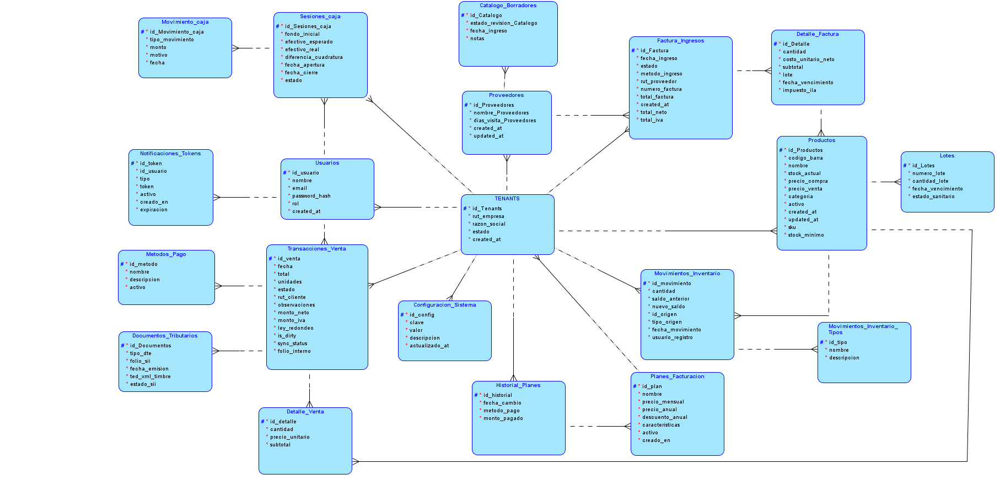 Movimiento_caja
# * id_Movimiento_caja
* tipo_movimiento
* monto
* motivo
* fecha
Sesiones_caja
# * id_Sesiones_caja
* fondo_inicial
* efectivo_esperado
* efectivo_real
* diferencia_cuadratura
* fecha_apertura
* fecha_cierre
* estado
Catalogo_Borradores
# * id_Catalogo
* estado_revision_Catalogo
* fecha_ingreso
* notas
Factura_Ingresos
# * id_Factura
* fecha_ingreso
* estado
* metodo_ingreso
* rut_proveedor
* numero_factura
* total_factura
* created_at
* total_neto
* total_iva
Detalle_Factura
# * id_Detalle
* cantidad
* costo_unitario_neto
* subtotal
* lote
* fecha_vencimiento
* impuesto_ila
Proveedores
# * id_Proveedores
* nombre_Proveedores
* dias_visita_Proveedores
* created_at
* updated_at
Notificaciones_Tokens
# * id_token
* id_usuario
* tipo
* token
* activo
* creado_en
* expiracion
Usuarios
# * id_usuario
* nombre
* email
* password_hash
* rol
* created_at
TENANTS
# * id_Tenants
* rut_empresa
* razon_social
* estado
* created_at
Productos
# * id_Productos
* codigo_barra
* nombre
* stock_actual
* precio_compra
* precio_venta
* categoria
* activo
* created_at
* updated_at
* sku
* stock_minimo
Lotes
# * id_Lotes
* numero_lote
* cantidad_lote
* fecha_vencimiento
* estado_sanitario
Metodos_Pago
# * id_metodo
* nombre
* descripcion
* activo
Transacciones_Venta
# * id_venta
* fecha
* total
* unidades
* estado
* rut_cliente
* observaciones
* monto_neto
* monto_iva
* ley_redondeo
* is_dirty
* sync_status
* folio_interno
Configuracion_Sistema
# * id_config
* clave
* valor
* descripcion
* actualizado_at
Movimientos_Inventario
# * id_movimiento
* cantidad
* saldo_anterior
* nuevo_saldo
* id_origen
* tipo_origen
* fecha_movimiento
* usuario_registro
Movimientos_Inventario_
Tipos
# * id_tipo
* nombre
* descripcion
Documentos_Tributarios
# * id_Documentos
* tipo_dte
* folio_sii
* fecha_emision
* ted_xml_timbre
* estado_sii
Historial_Planes
# * id_historial
* fecha_cambio
* metodo_pago
* monto_pagado
Planes_Facturacion
# * id_plan
* nombre
* precio_mensual
* precio_anual
* descuento_anual
* caracteristicas
* activo
* creado_en
Detalle_Venta
# * id_detalle
* cantidad
* precio_unitario
* subtotal